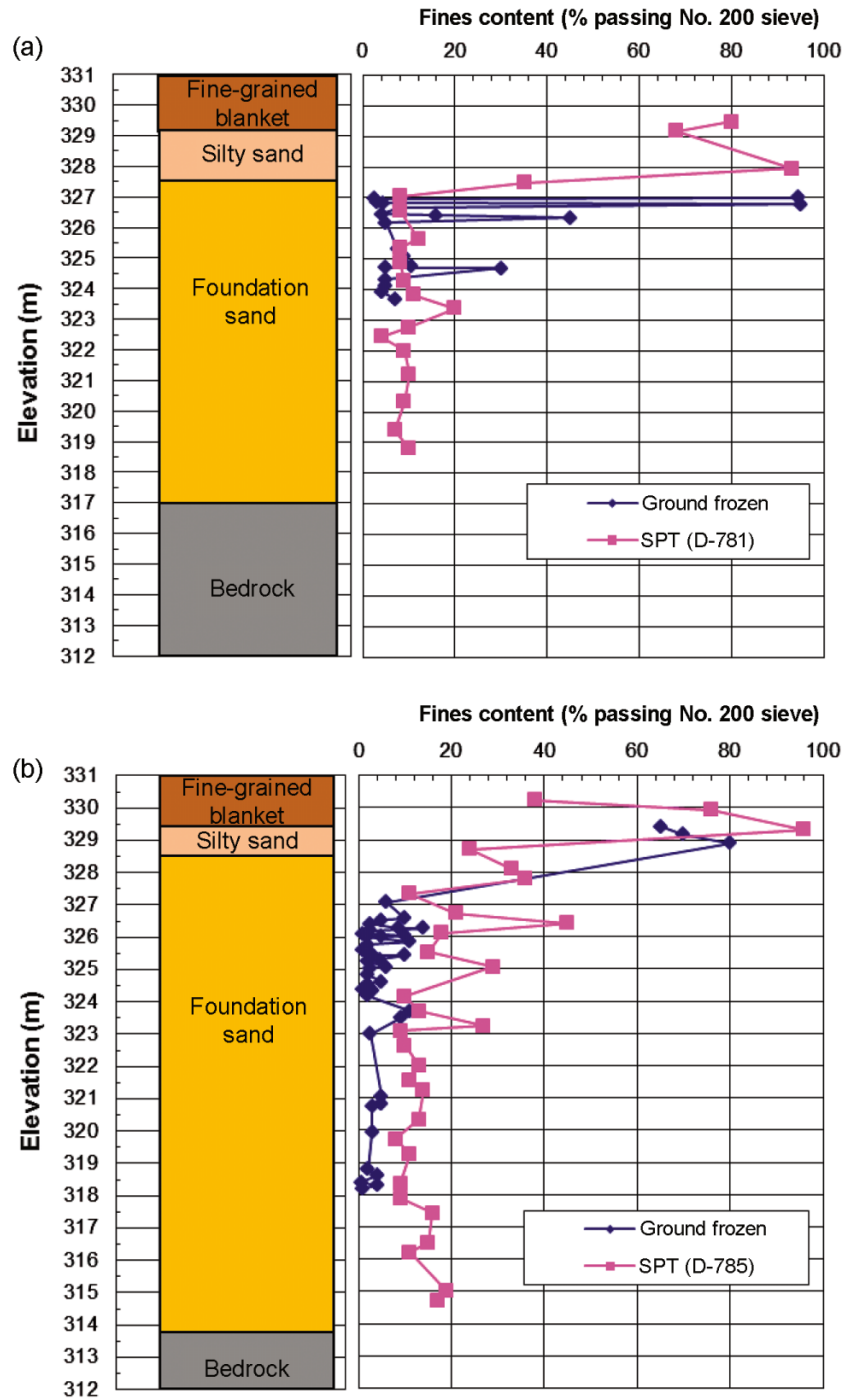 Fines content (% passing No. 200 sieve)
(a)
0 20 40 60 80 100
331
330
329
328
327
326
325
324
323
322
321
320
319
318
317
316
315
314
313
312
Elevation (m)
Fine-grained
blanket
Silty sand
Foundation
sand
Bedrock
Ground frozen
SPT (D-781)
Fines content (% passing No. 200 sieve)
(b)
0 20 40 60 80 100
331
330
329
328
327
326
325
324
323
322
321
320
319
318
317
316
315
314
313
312
Elevation (m)
Fine-grained
blanket
Silty sand
Foundation
sand
Bedrock
Ground frozen
SPT (D-785)